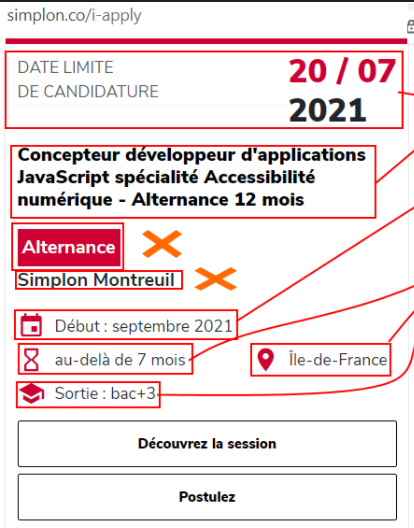 simplon.co/i-apply
DATE LIMITE
DE CANDIDATURE
20 / 07
2021
Concepteur développeur d'applications
JavaScript spécialité Accessibilité
numérique - Alternance 12 mois
Alternance
Simplon Montreuil
Début : septembre 2021
au-delà de 7 mois
Île-de-France
Sortie : bac+3
Découvrez la session
Postulez